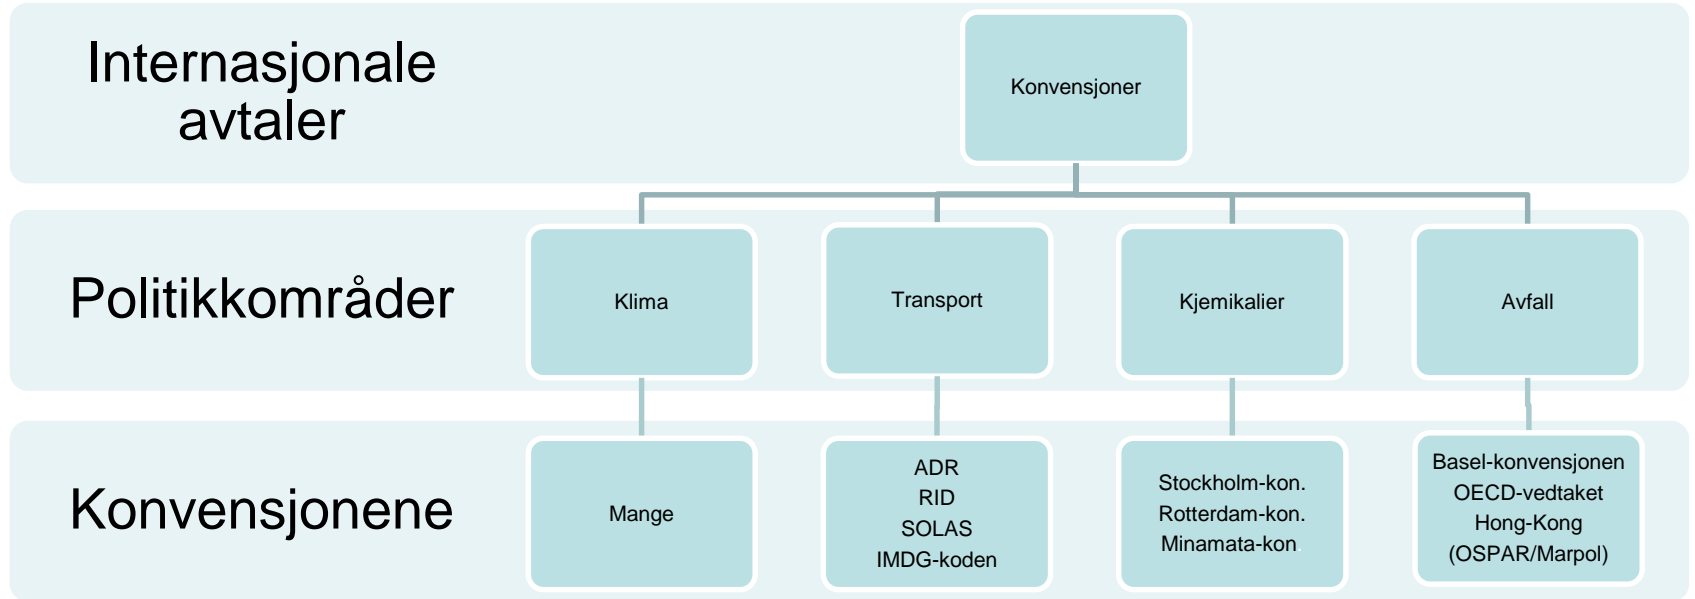 Internasjonale
avtaler
Konvensjoner
Politikkområder
Klima
Transport
Kjemikalier
Avfall
Konvensjonene
Mange
ADR
RID
SOLAS
IMDG-koden
Stockholm-kon.
Rotterdam-kon.
Minamata-kon.
Basel-konvensjonen
OECD-vedtaket
Hong-Kong
(OSPAR/Marpol)